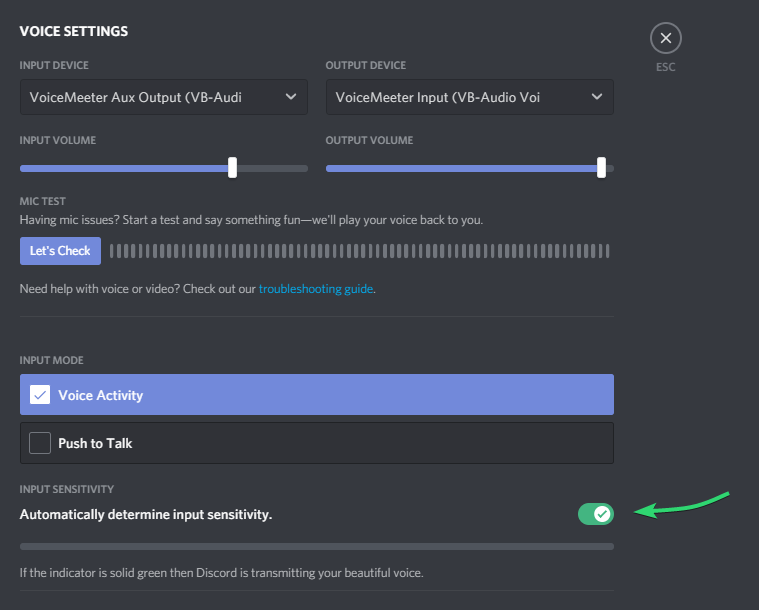 VOICE SETTINGS
ESC
INPUT DEVICE
OUTPUT DEVICE
VoiceMeeter Aux Output (VB-Audi
VoiceMeeter Input (VB-Audio Voi
INPUT VOLUME
OUTPUT VOLUME
MIC TEST
Having mic issues? Start a test and say something fun—we'll play your voice back to you.
Let's Check
Need help with voice or video? Check out our troubleshooting guide.
INPUT MODE
Voice Activity
Push to Talk
INPUT SENSITIVITY
Automatically determine input sensitivity.
If the indicator is solid green then Discord is transmitting your beautiful voice.